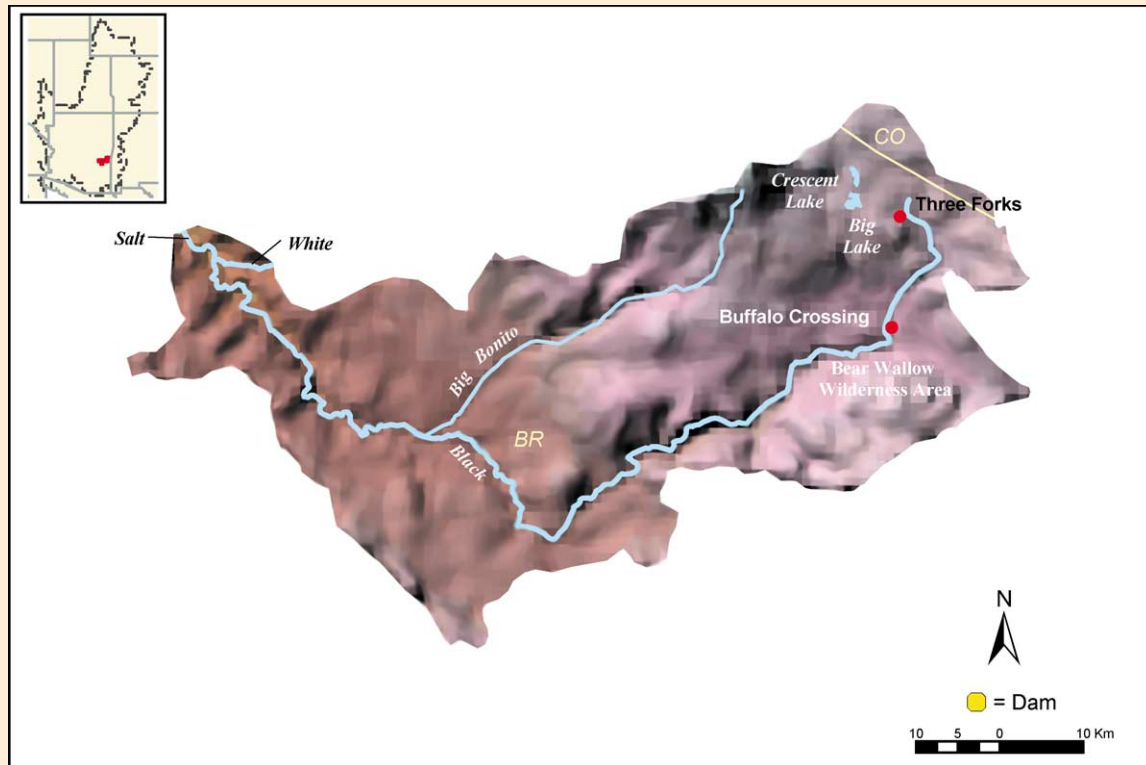 CO
Crescent
Lake
Three Forks
Big
Lake
Salt
White
Buffalo Crossing
Bear Wallow
Wilderness Area
Big Bonito
BR
Black
N
= Dam
10 5 0 10 Km